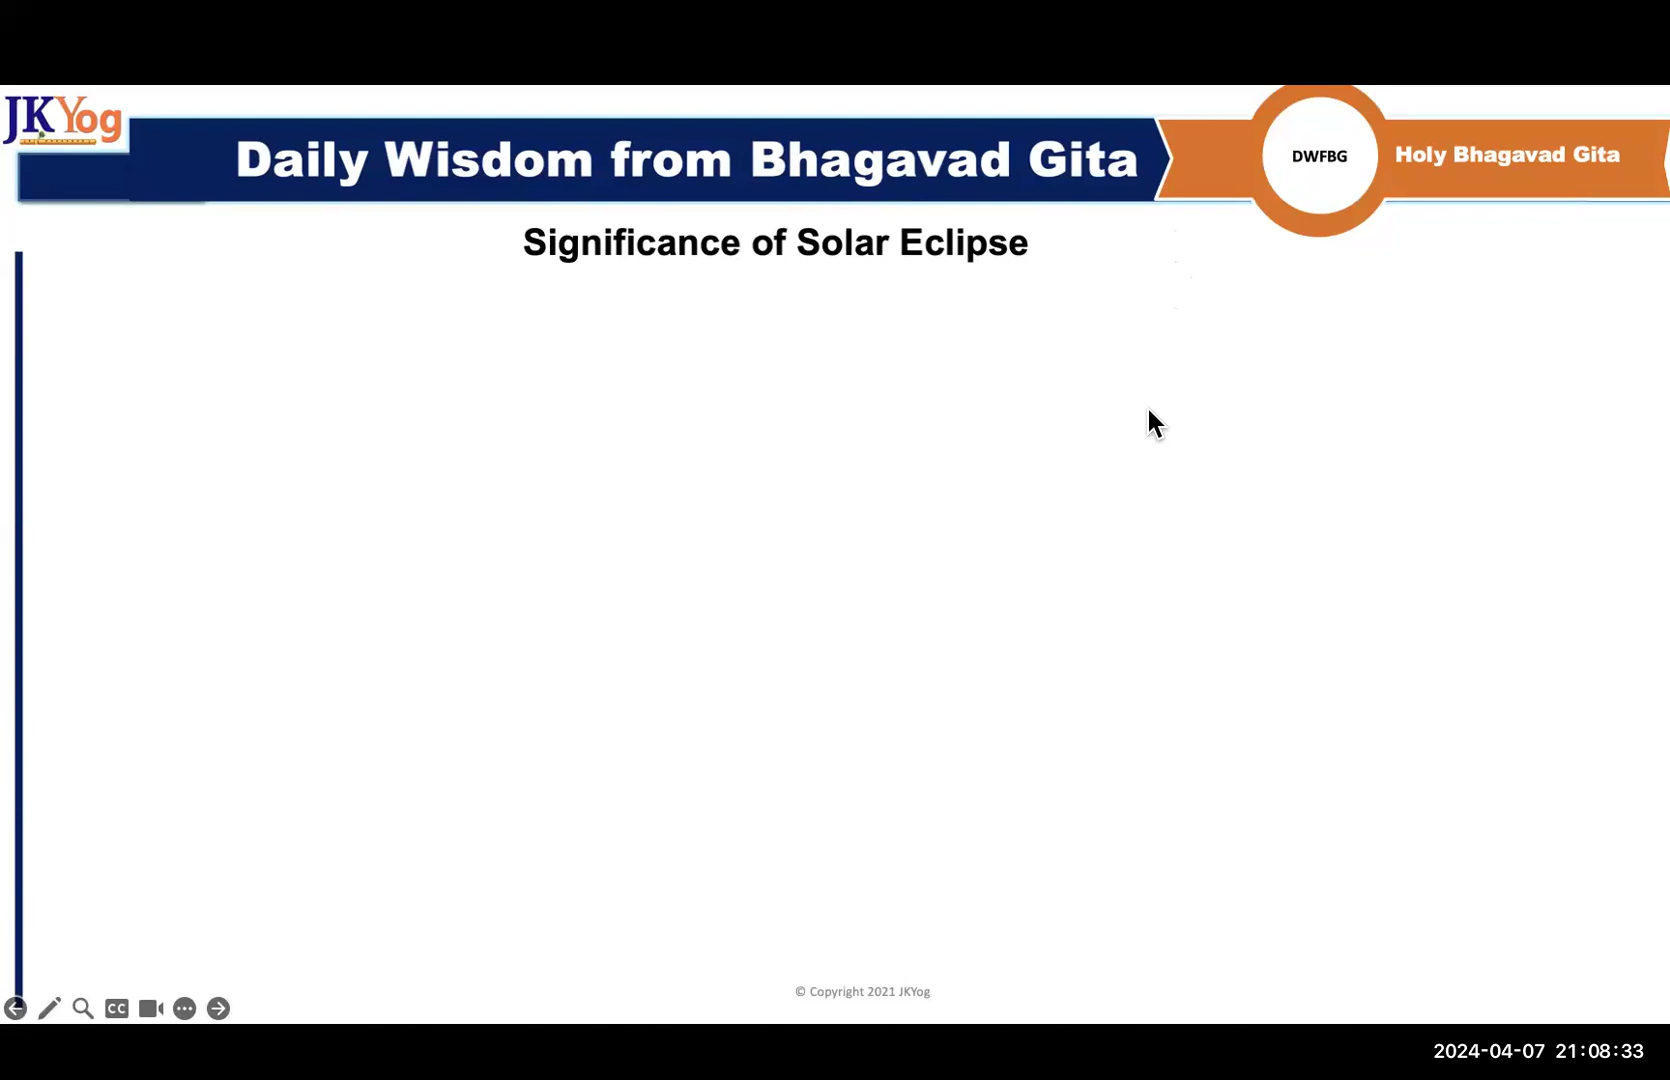 JKYog
Daily Wisdom from Bhagavad Gita
DWFBG
Holy Bhagavad Gita
Significance of Solar Eclipse
© Copyright 2021 JKYog
CC
2024-04-07 21:08:33